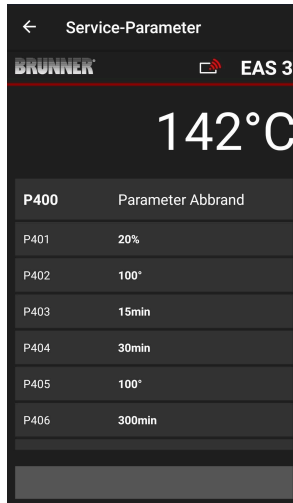 Service-Parameter
BRUNNER EAS 3
142°C
P400 Parameter Abbrand
P401 20%
P402 100°
P403 15min
P404 30min
P405 100°
P406 300min